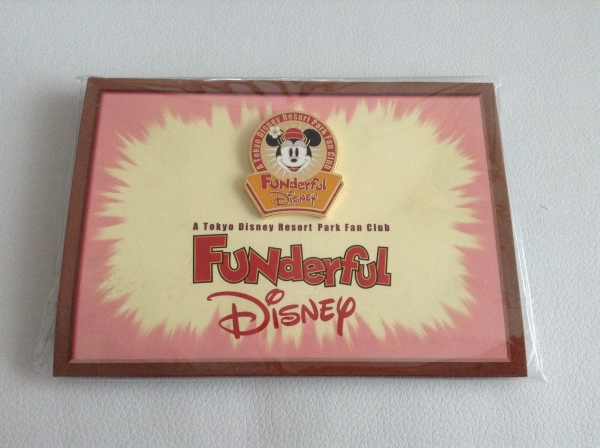 A Tokyo Disney Resort Park Fan Club
FUNderful
Disney
A Tokyo Disney Resort Park Fan Club
FUNderful
Disney